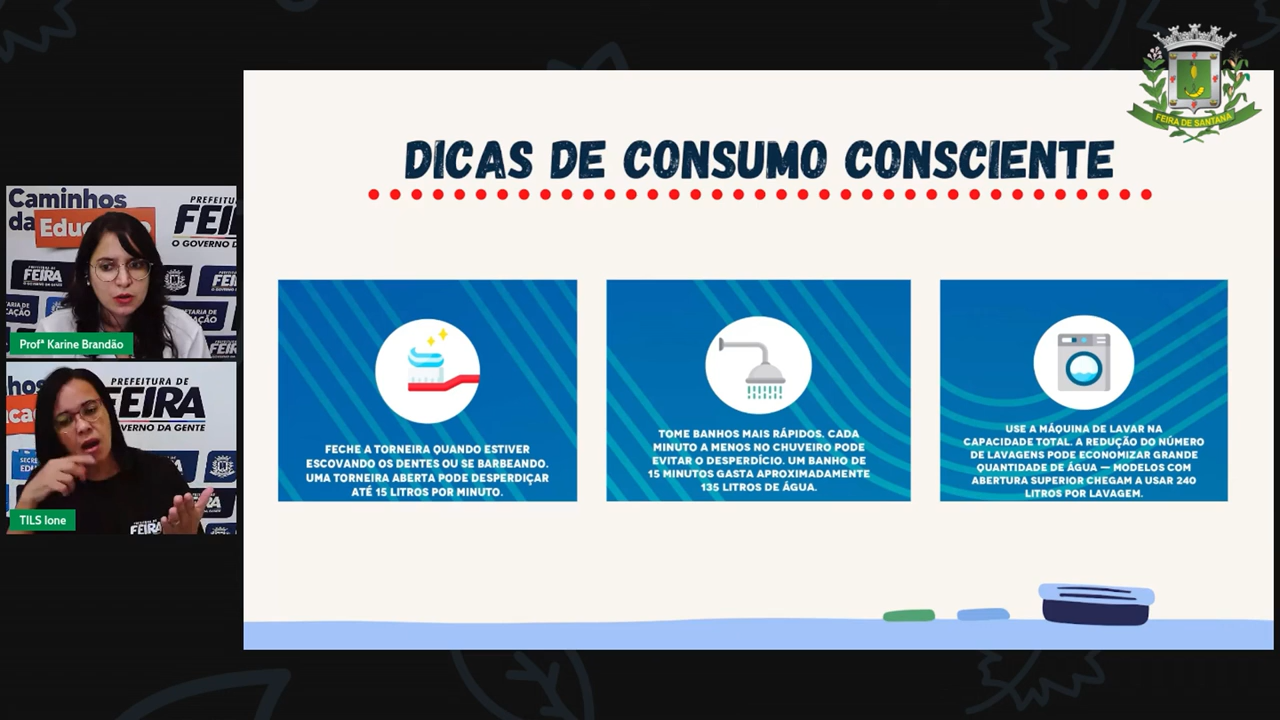 FEIRA DE SANTANA
DICAS DE CONSUMO CONSCIENTE
Caminhos
da
PREFEITU
FEI
O GOVERNO D
FEIRA
Profª Karine Brandão
PREFEITURA DE
FEIRA
VERNO DA GENTE
FEIRA
TILS Ione
FECHE A TORNEIRA QUANDO ESTIVER
ESCOVANDO OS DENTES OU SE BARBEANDO.
UMA TORNEIRA ABERTA PODE DESPERDIÇAR
ATÉ 15 LITROS POR MINUTO.
TOME BANHOS MAIS RÁPIDOS. CADA
MINUTO A MENOS NO CHUVEIRO PODE
EVITAR O DESPERDÍCIO. UM BANHO DE
15 MINUTOS GASTA APROXIMADAMENTE
135 LITROS DE ÁGUA.
USE A MÁQUINA DE LAVAR NA
CAPACIDADE TOTAL. A REDUÇÃO DO NÚMERO
DE LAVAGENS PODE ECONOMIZAR GRANDE
QUANTIDADE DE ÁGUA — MODELOS COM
ABERTURA SUPERIOR CHEGAM A USAR 240
LITROS POR LAVAGEM.